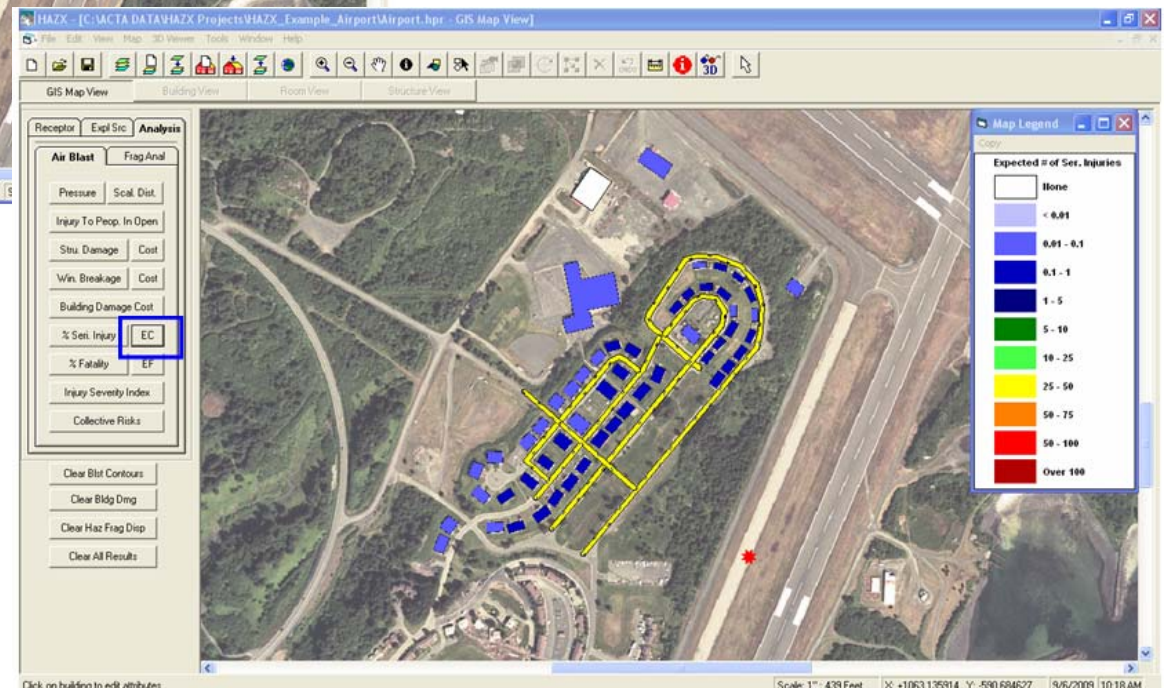 HAZX - [C:\ACTA DATA\HAZX Projects\HAZX_Example_Airport\Airport.hpr - GIS Map View]
File Edit View Map 3D Viewer Tools Window Help
3D
GIS Map View Building View Room View Structure View
Receptor Expl Src Analysis
Air Blast Frag Anal
Pressure Scal. Dist.
Injury To Peop. In Open
Stru. Damage Cost
Win. Breakage Cost
Building Damage Cost
% Seri. Injury EC
% Fatality EF
Injury Severity Index
Collective Risks
Clear Blst Contours
Clear Bldg Dmg
Clear Haz Frag Disp
Clear All Results
Map Legend
Copy
Expected # of Ser. Injuries
None
< 0.01
0.01 - 0.1
0.1 - 1
1 - 5
5 - 10
10 - 25
25 - 50
50 - 75
50 - 100
Over 100
Click on building to edit attributes
Scale: 1" : 439 Feet X: +1063.135914 Y: -590.684627 9/6/2009 10:18 AM